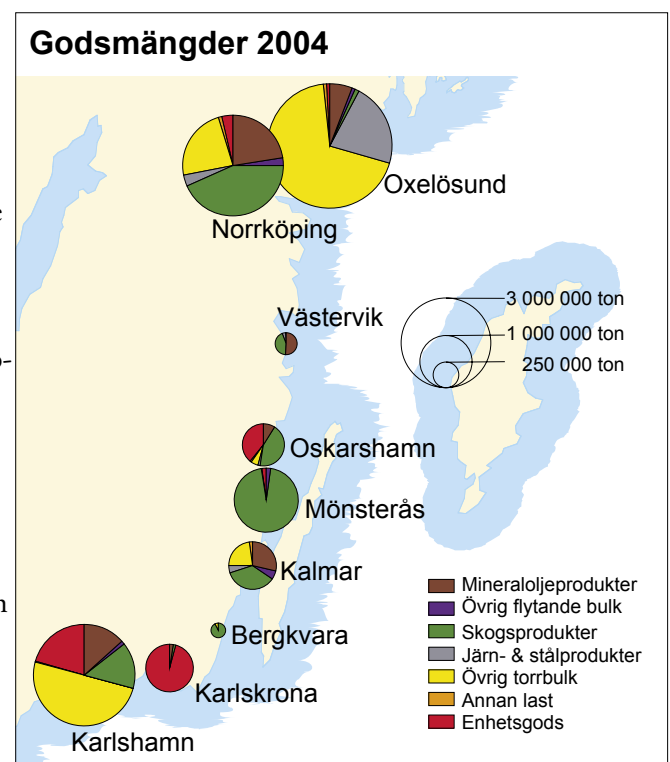 Godsmängder 2004
Oxelösund
Norrköping
Västervik
3 000 000 ton
1 000 000 ton
250 000 ton
Oskarshamn
Mönsterås
Kalmar
Bergkvara
Karlskrona
Karlshamn
Mineraloljeprodukter
Övrig flytande bulk
Skogsprodukter
Järn- & stålprodukter
Övrig torrbulk
Annan last
Enhetsgods